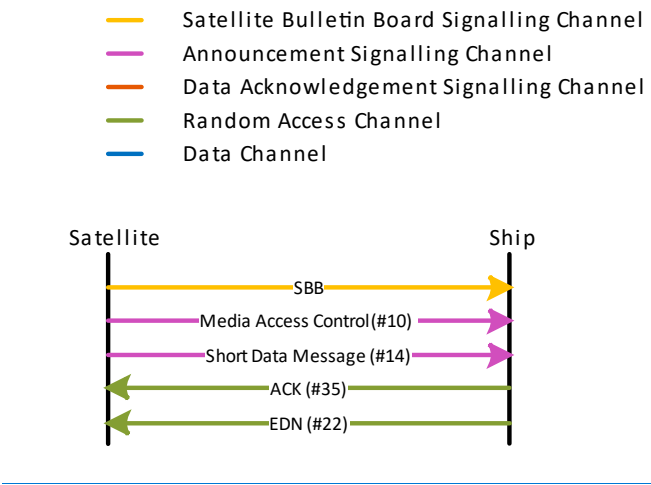 Satellite Bulletin Board Signalling Channel
Announcement Signalling Channel
Data Acknowledgement Signalling Channel
Random Access Channel
Data Channel
Satellite Ship
SBB
Media Access Control(#10)
Short Data Message (#14)
ACK (#35)
EDN (#22)